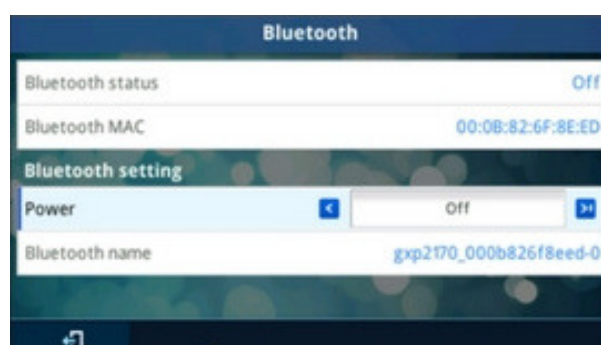 Bluetooth
Bluetooth status Off
Bluetooth MAC 00:0B:82:6F:8E:ED
Bluetooth setting
Power Off
Bluetooth name gxp2170_000b826f8eed-0